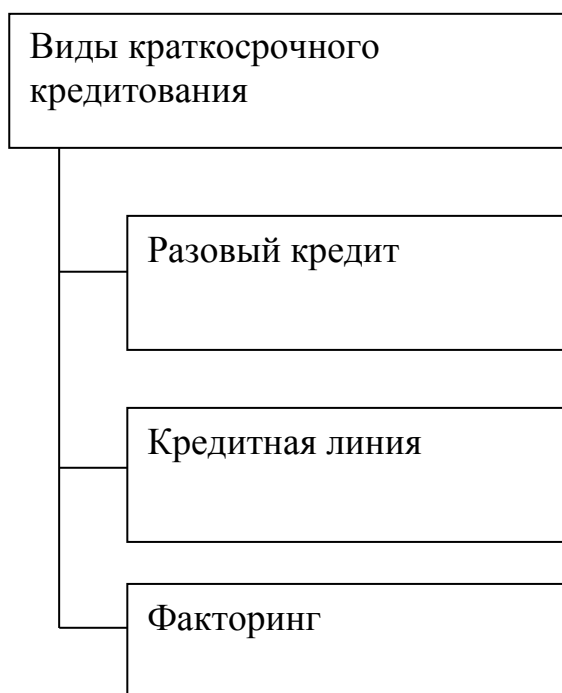 Виды краткосрочного
кредитования
Разовый кредит
Кредитная линия
Факторинг